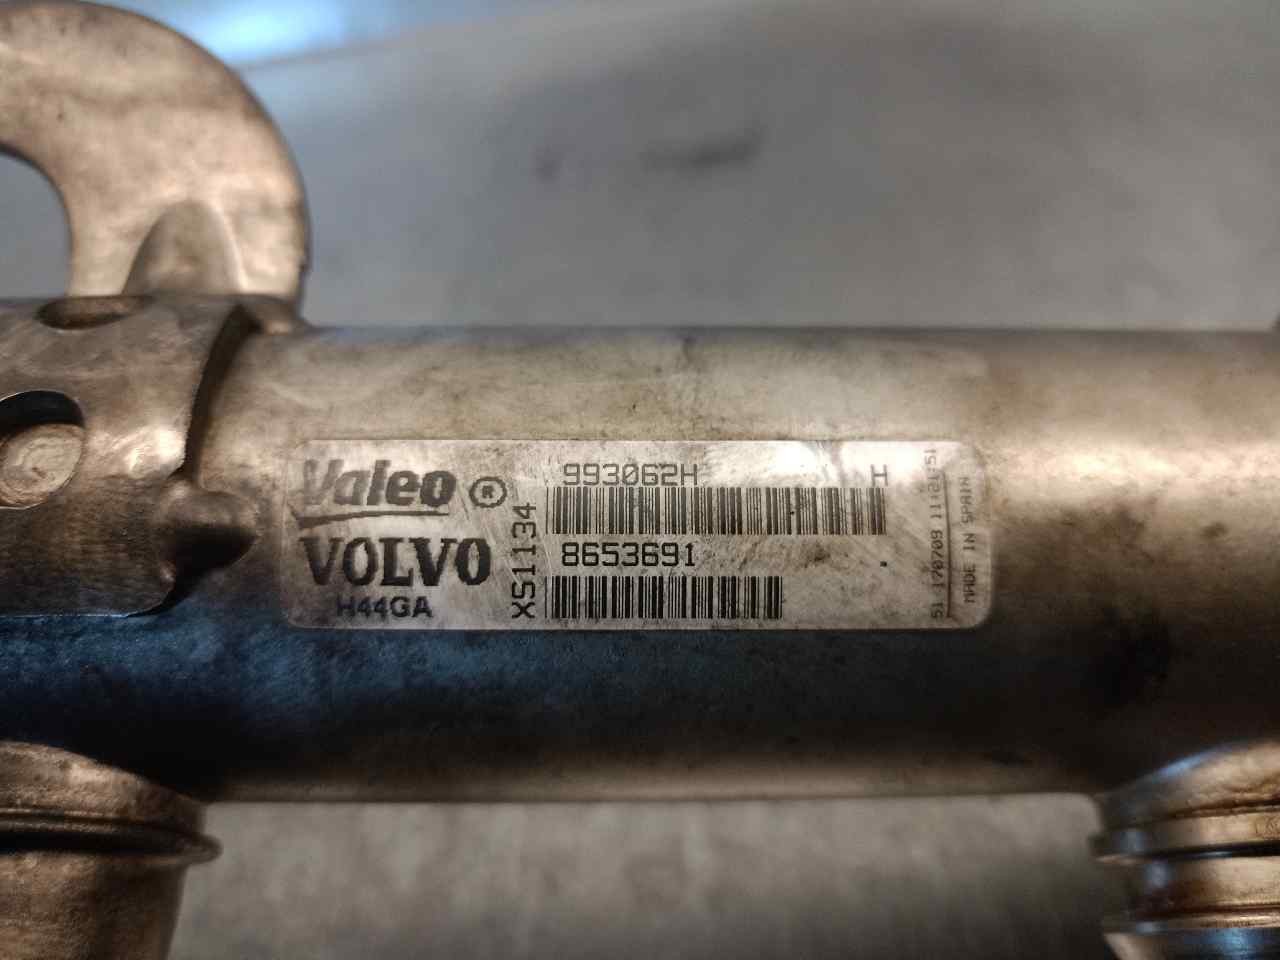 Valeo ®
VOLVO
H44GA
XS1134
993062H H
8653691
MADE IN SPAIN